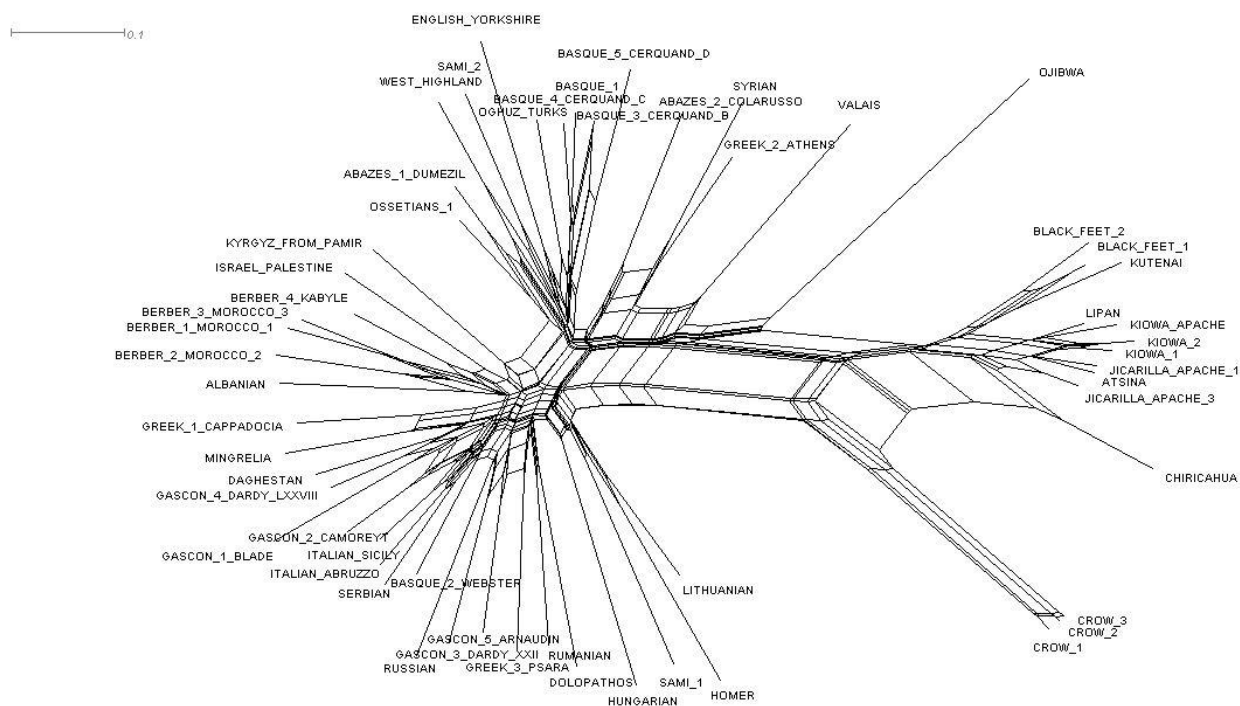 ENGLISH_YORKSHIRE
0.1
BASQUE_5_CERQUAND_D
SAMI_2
OJIBWA
WEST_HIGHLAND
BASQUE_1
SYRIAN
BASQUE_4_CERQUAND_C
ABAZES_2_COLARUSSO
VALAIS
OGHUZ_TURKS
BASQUE_3_CERQUAND_B
GREEK_2_ATHENS
ABAZES_1_DUMEZIL
OSSETIANS_1
BLACK_FEET_2
KYRGYZ_FROM_PAMIR
BLACK_FEET_1
KUTENAI
ISRAEL_PALESTINE
BERBER_4_KABYLE
BERBER_3_MOROCCO_3
LIPAN
BERBER_1_MOROCCO_1
KIOWA_APACHE
KIOWA_2
BERBER_2_MOROCCO_2
KIOWA_1
JICARILLA_APACHE_1
ALBANIAN
ATSINA
JICARILLA_APACHE_3
GREEK_1_CAPPADOCIA
MINGRELIA
DAGHESTAN
CHIRICAHUA
GASCON_4_DARDY_LXXVIII
GASCON_2_CAMOREYT
GASCON_1_BLADE
ITALIAN_SICILY
ITALIAN_ABRUZZO
BASQUE_2_WEBSTER
LITHUANIAN
SERBIAN
CROW_3
CROW_2
GASCON_5_ARNAUDIN
CROW_1
GASCON_3_DARDY_XXII
RUMANIAN
RUSSIAN
GREEK_3_PSARA
DOLOPATHOS
SAMI_1
HOMER
HUNGARIAN